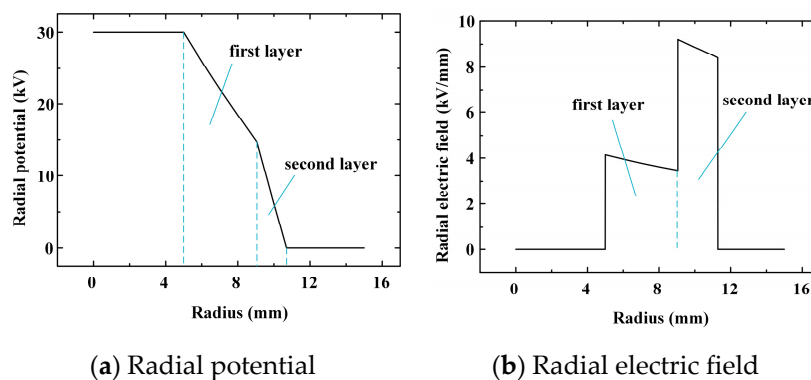 30
20
10
0
Radial potential (kV)
first layer
second layer
0
4
8
12
16
Radius (mm)
(a) Radial potential
10
8
6
4
2
0
Radial electric field (kV/mm)
first layer
second layer
0
4
8
12
16
Radius (mm)
(b) Radial electric field